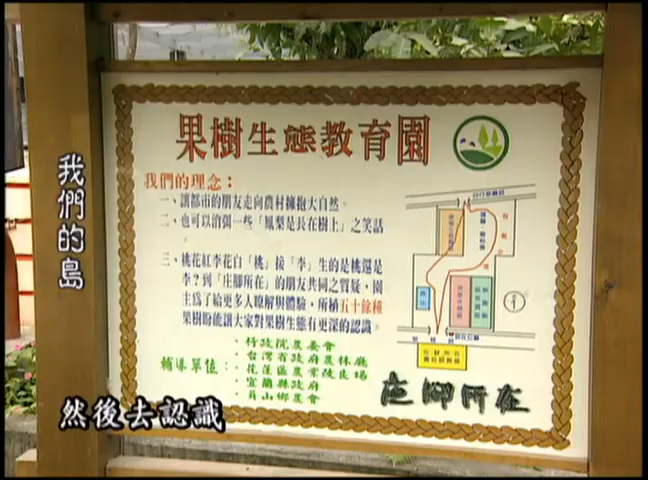 果樹生態教育園
我們的理念：
一、讓都市的朋友走向農村擁抱大自然。
二、也可以消弭一些「鳳梨是長在樹上」之笑話
三、桃花紅李花白「桃」接「李」生的是桃還是
李？到「庄腳所在」的朋友共同之質疑，園
主為了給更多人瞭解與體驗，所植五十餘種
果樹盼能讓大家對果樹生態有更深的認識。
輔導單位：
·行政院農委會
·台灣省政府農林廳
·花蓮區農業改良場
·宜蘭縣政府
·員山鄉農會
庄腳所在
我們的島
然後去認識